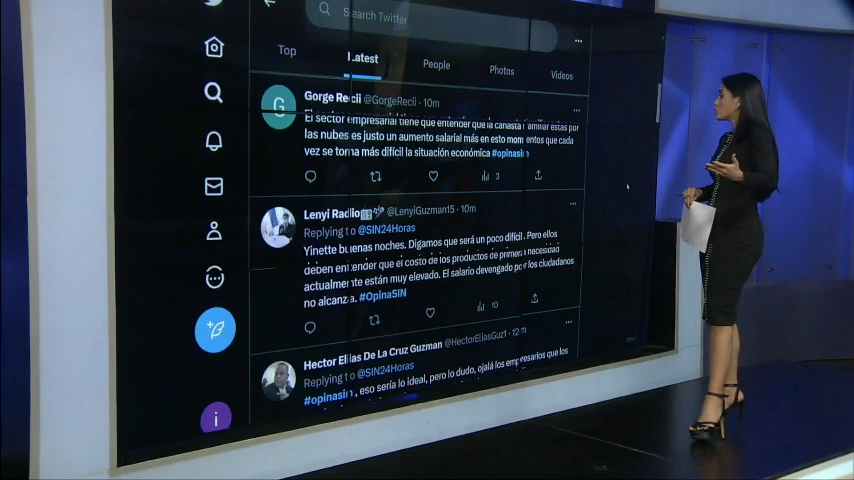 Search Twitter
Top
Latest
People
Photos
Videos
G
Gorge Recii @GorgeRecii · 10m
El sector empresarial tiene que entender que la canasta familiar estas por
las nubes es justo un aumento salarial más en esto momentos que cada
vez se torna más difícil la situación económica #opinasin
3
Lenyi Radio @LenyiGuzman15 · 10m
Replying to @SIN24Horas
Yinette buenas noches. Digamos que será un poco difícil. Pero ellos
deben entender que el costo de los productos de primera necesidad
actualmente están muy elevado. El salario devengado por los ciudadanos
no alcanza. #OpinaSIN
10
Hector Elias De La Cruz Guzman @HectorEliasGuz1 · 12m
Replying to @SIN24Horas
#opinasin, eso sería lo ideal, pero lo dudo, ojalá los empresarios que los
i